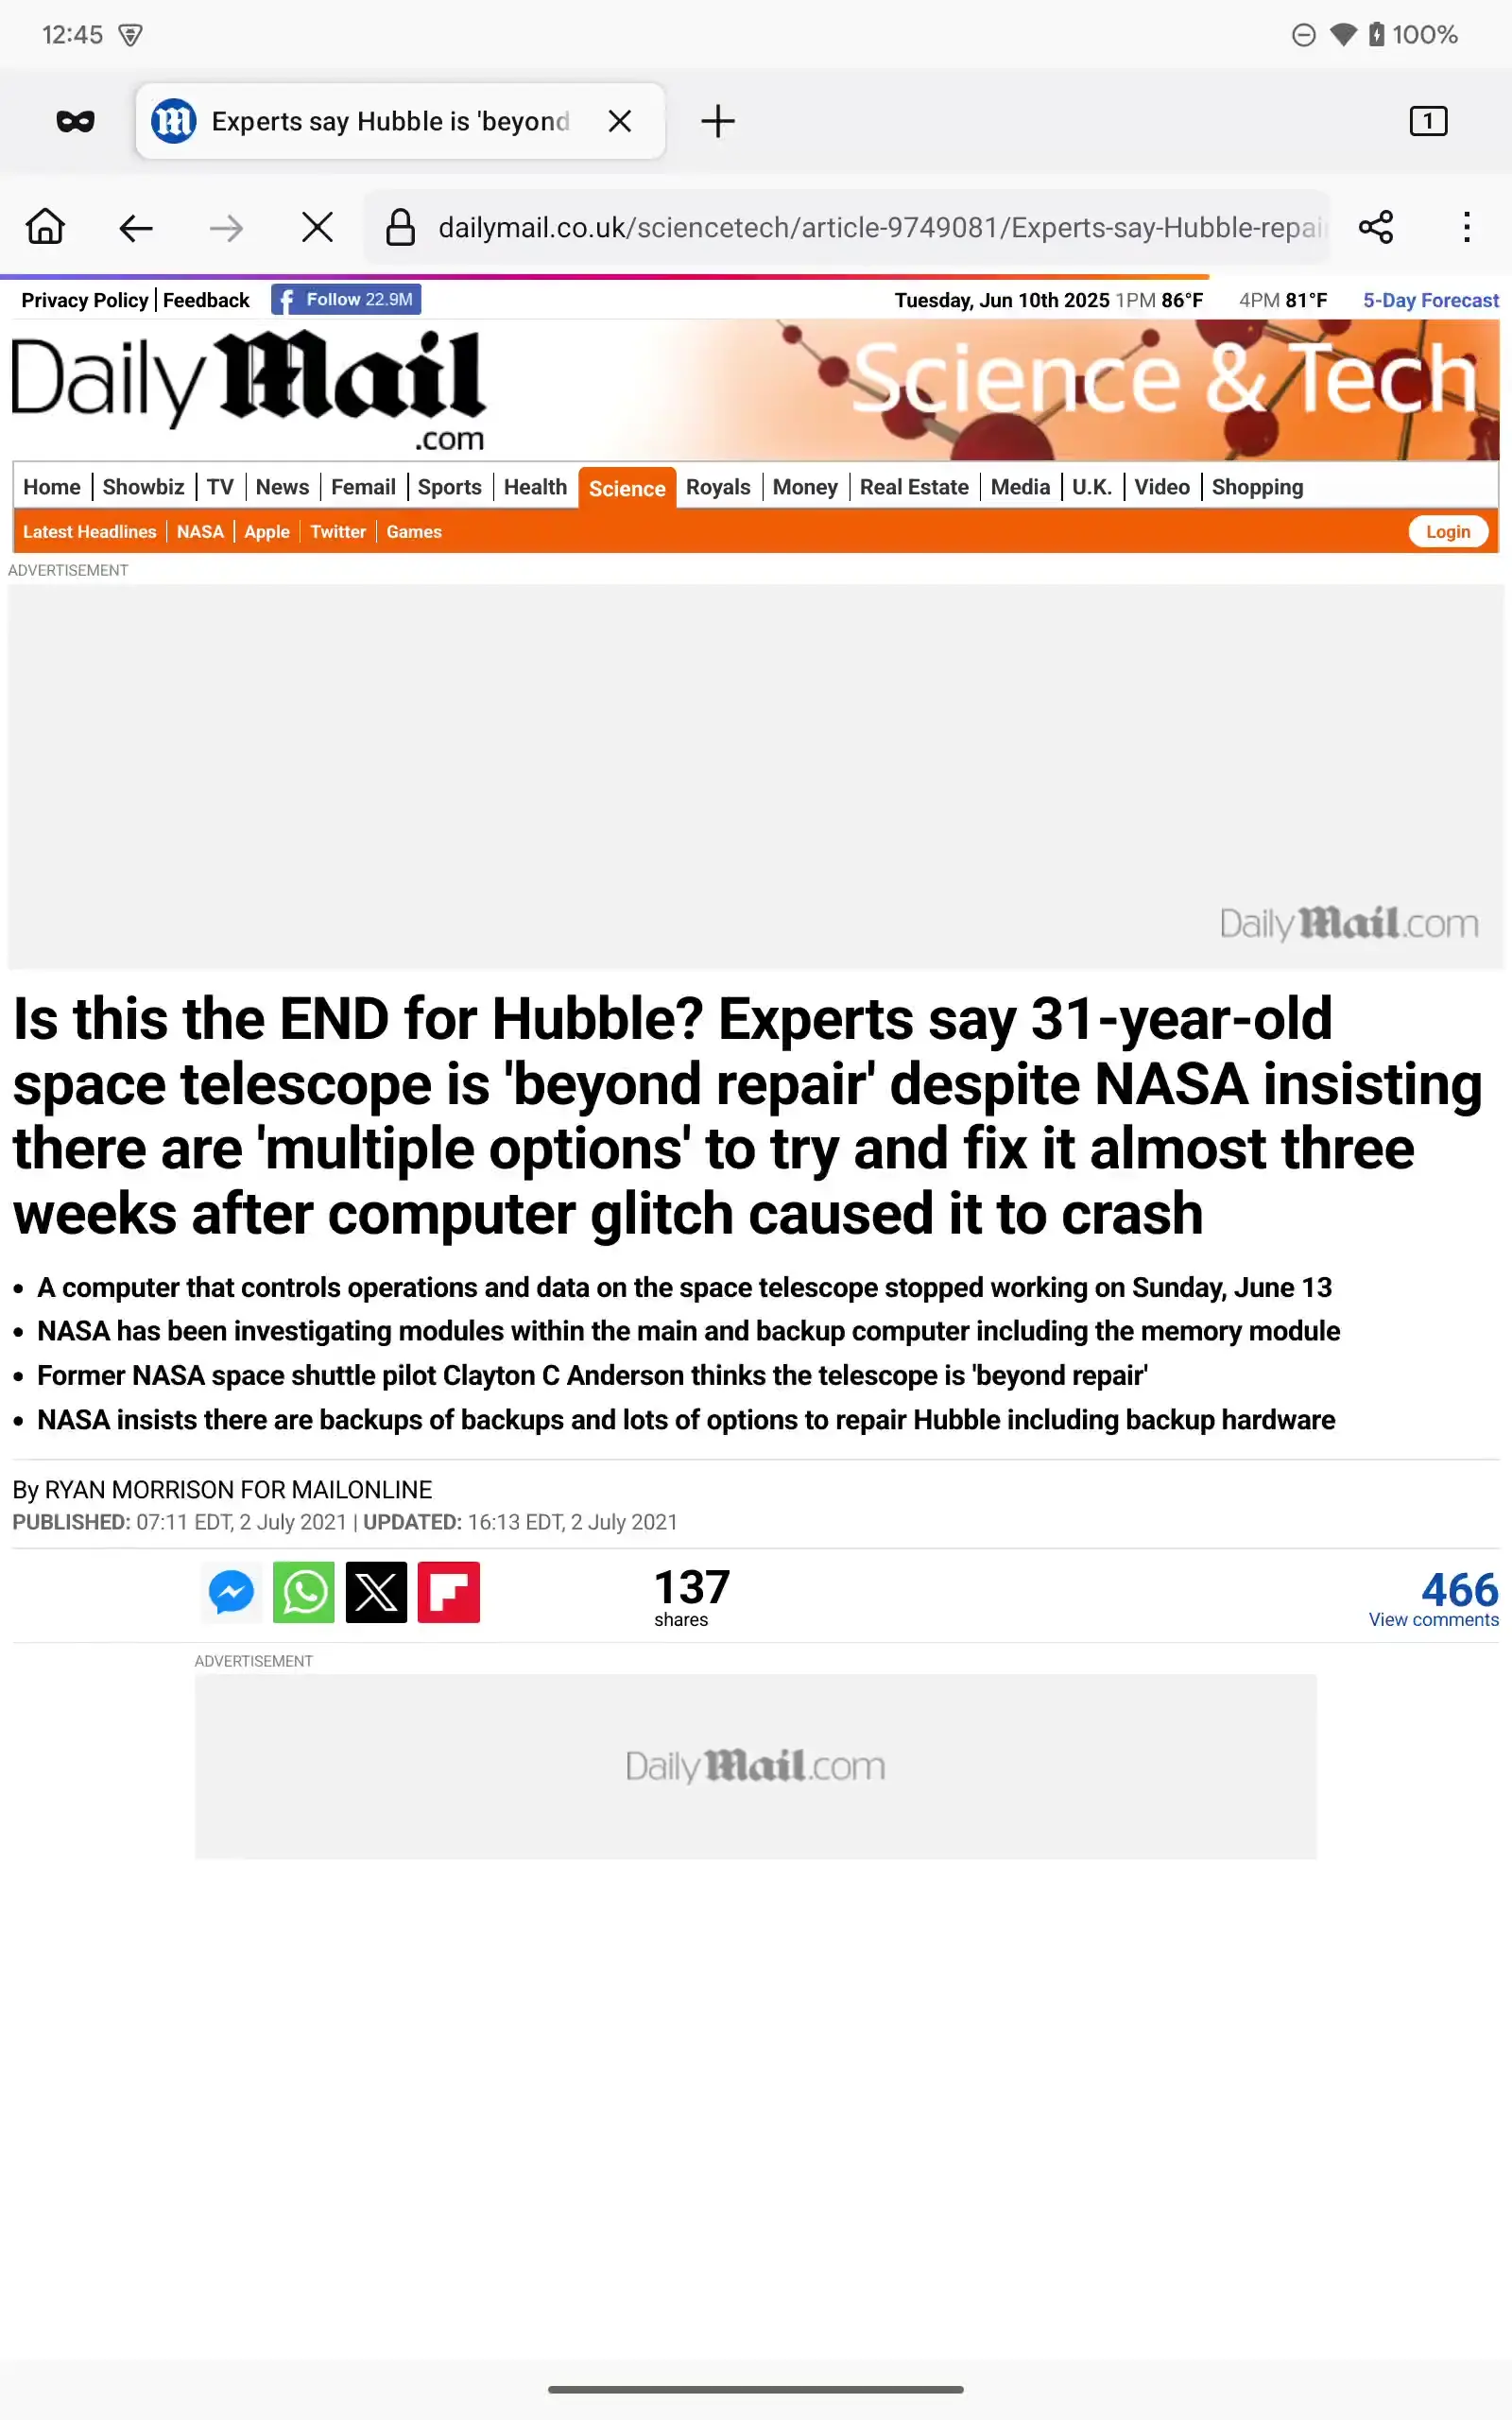 12:45
100%
Experts say Hubble is 'beyond
1
dailymail.co.uk/sciencetech/article-9749081/Experts-say-Hubble-repai
Privacy Policy Feedback Follow 22.9M Tuesday, Jun 10th 2025 1PM 86°F 4PM 81°F 5-Day Forecast
Daily Mail
.com
Science & Tech
Home Showbiz TV News Femail Sports Health Science Royals Money Real Estate Media U.K. Video Shopping
Latest Headlines NASA Apple Twitter Games Login
ADVERTISEMENT
DailyMail.com
Is this the END for Hubble? Experts say 31-year-old
space telescope is 'beyond repair' despite NASA insisting
there are 'multiple options' to try and fix it almost three
weeks after computer glitch caused it to crash
• A computer that controls operations and data on the space telescope stopped working on Sunday, June 13
• NASA has been investigating modules within the main and backup computer including the memory module
• Former NASA space shuttle pilot Clayton C Anderson thinks the telescope is 'beyond repair'
• NASA insists there are backups of backups and lots of options to repair Hubble including backup hardware
By RYAN MORRISON FOR MAILONLINE
PUBLISHED: 07:11 EDT, 2 July 2021 | UPDATED: 16:13 EDT, 2 July 2021
137
shares
466
View comments
ADVERTISEMENT
DailyMail.com